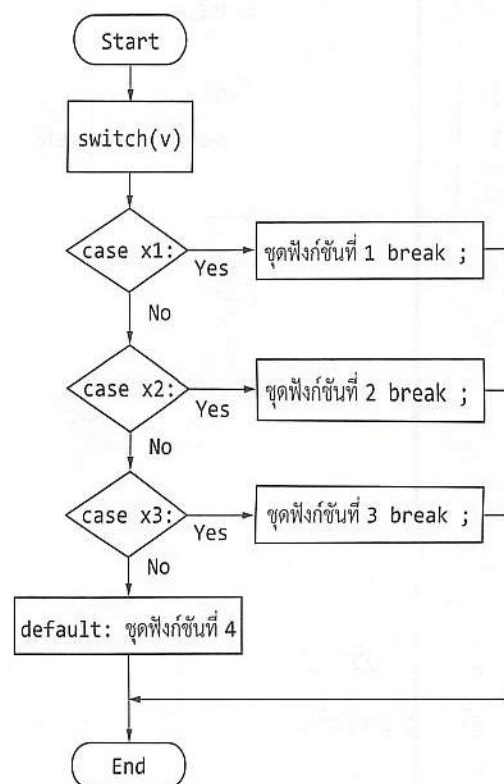 Start
switch(v)
case x1:
Yes
ชุดฟังก์ชันที่ 1 break ;
No
case x2:
Yes
ชุดฟังก์ชันที่ 2 break ;
No
case x3:
Yes
ชุดฟังก์ชันที่ 3 break ;
No
default: ชุดฟังก์ชันที่ 4
End